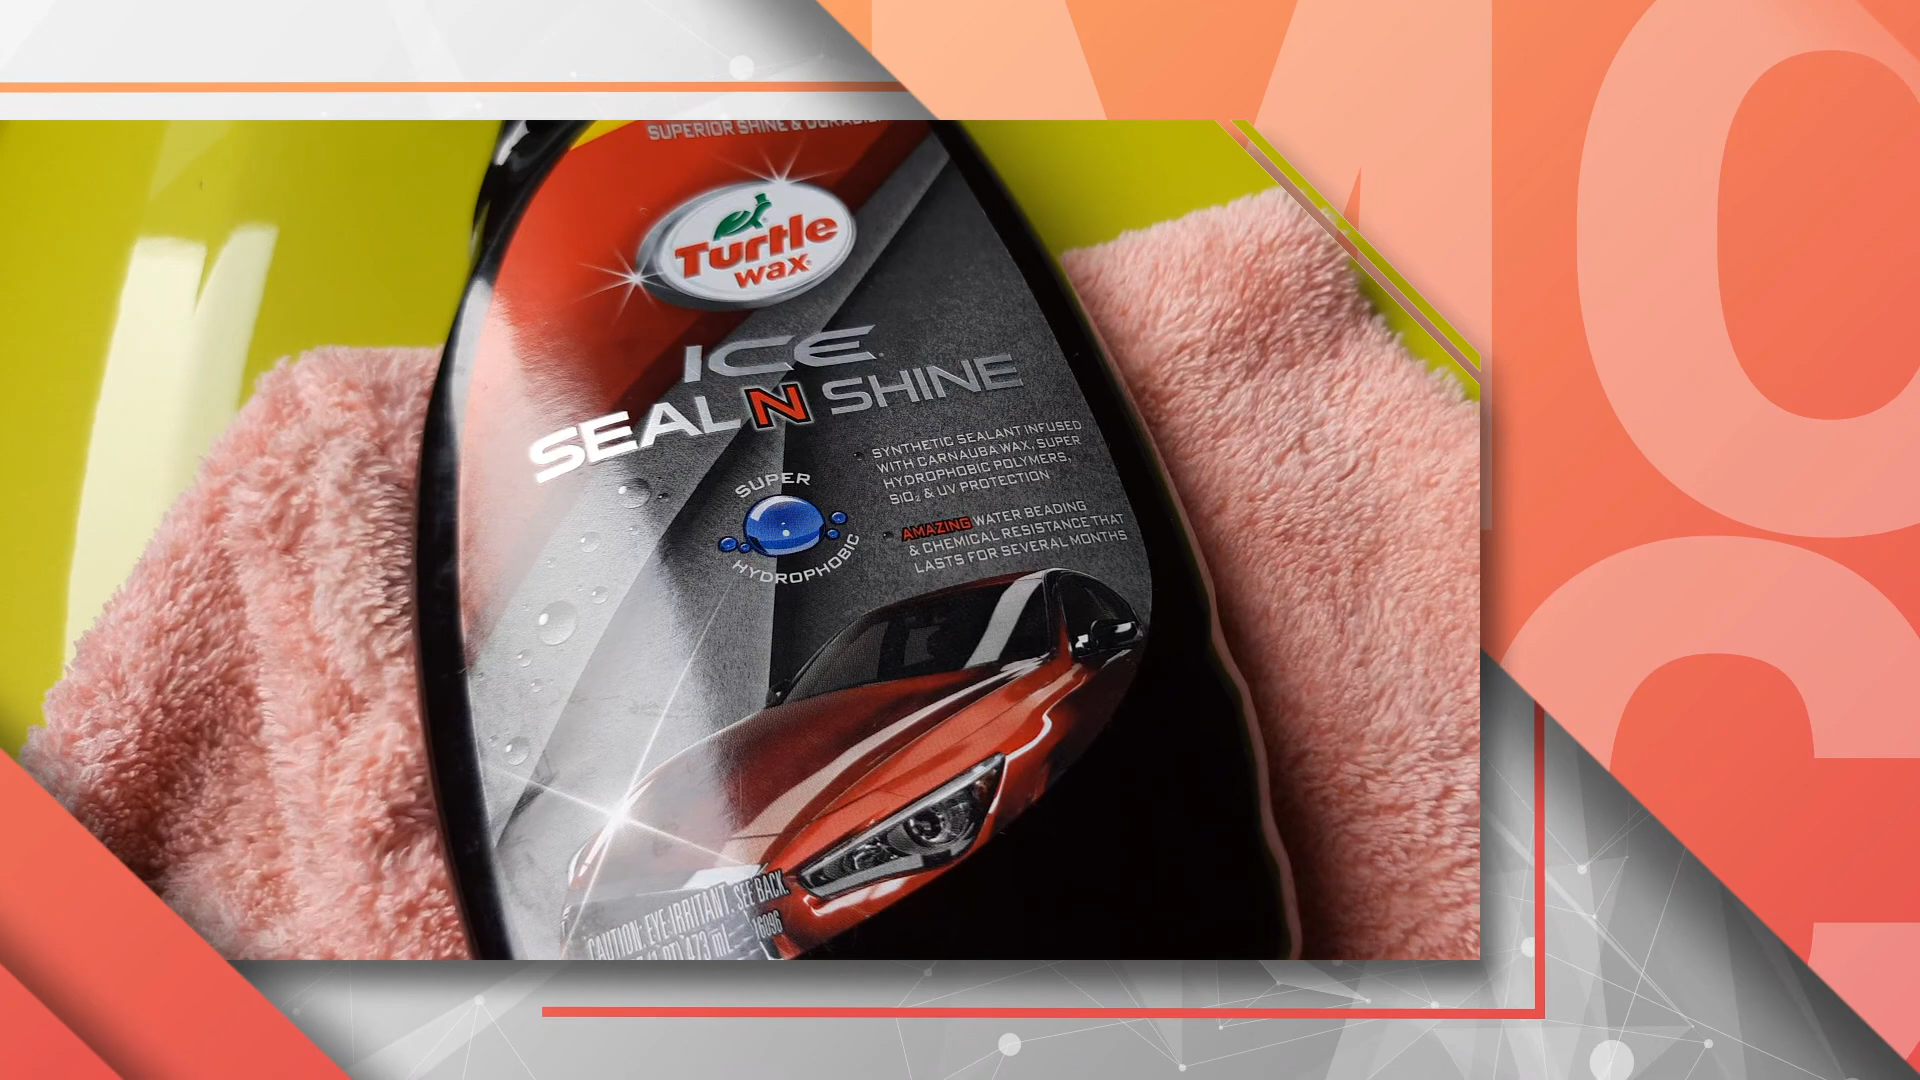 SUPERIOR SHINE &
Turtle
wax
ICE
SEAL N SHINE
SUPER
HYDROPHOBIC
SYNTHETIC SEALANT INFUSED
WITH CARNAUBA WAX, SUPER
HYDROPHOBIC POLYMERS,
SiO₂ & UV PROTECTION
AMAZING WATER BEADING
& CHEMICAL RESISTANCE THAT
LASTS FOR SEVERAL MONTHS
CAUTION: EYE IRRITANT. SEE BACK.
473 mL
16096